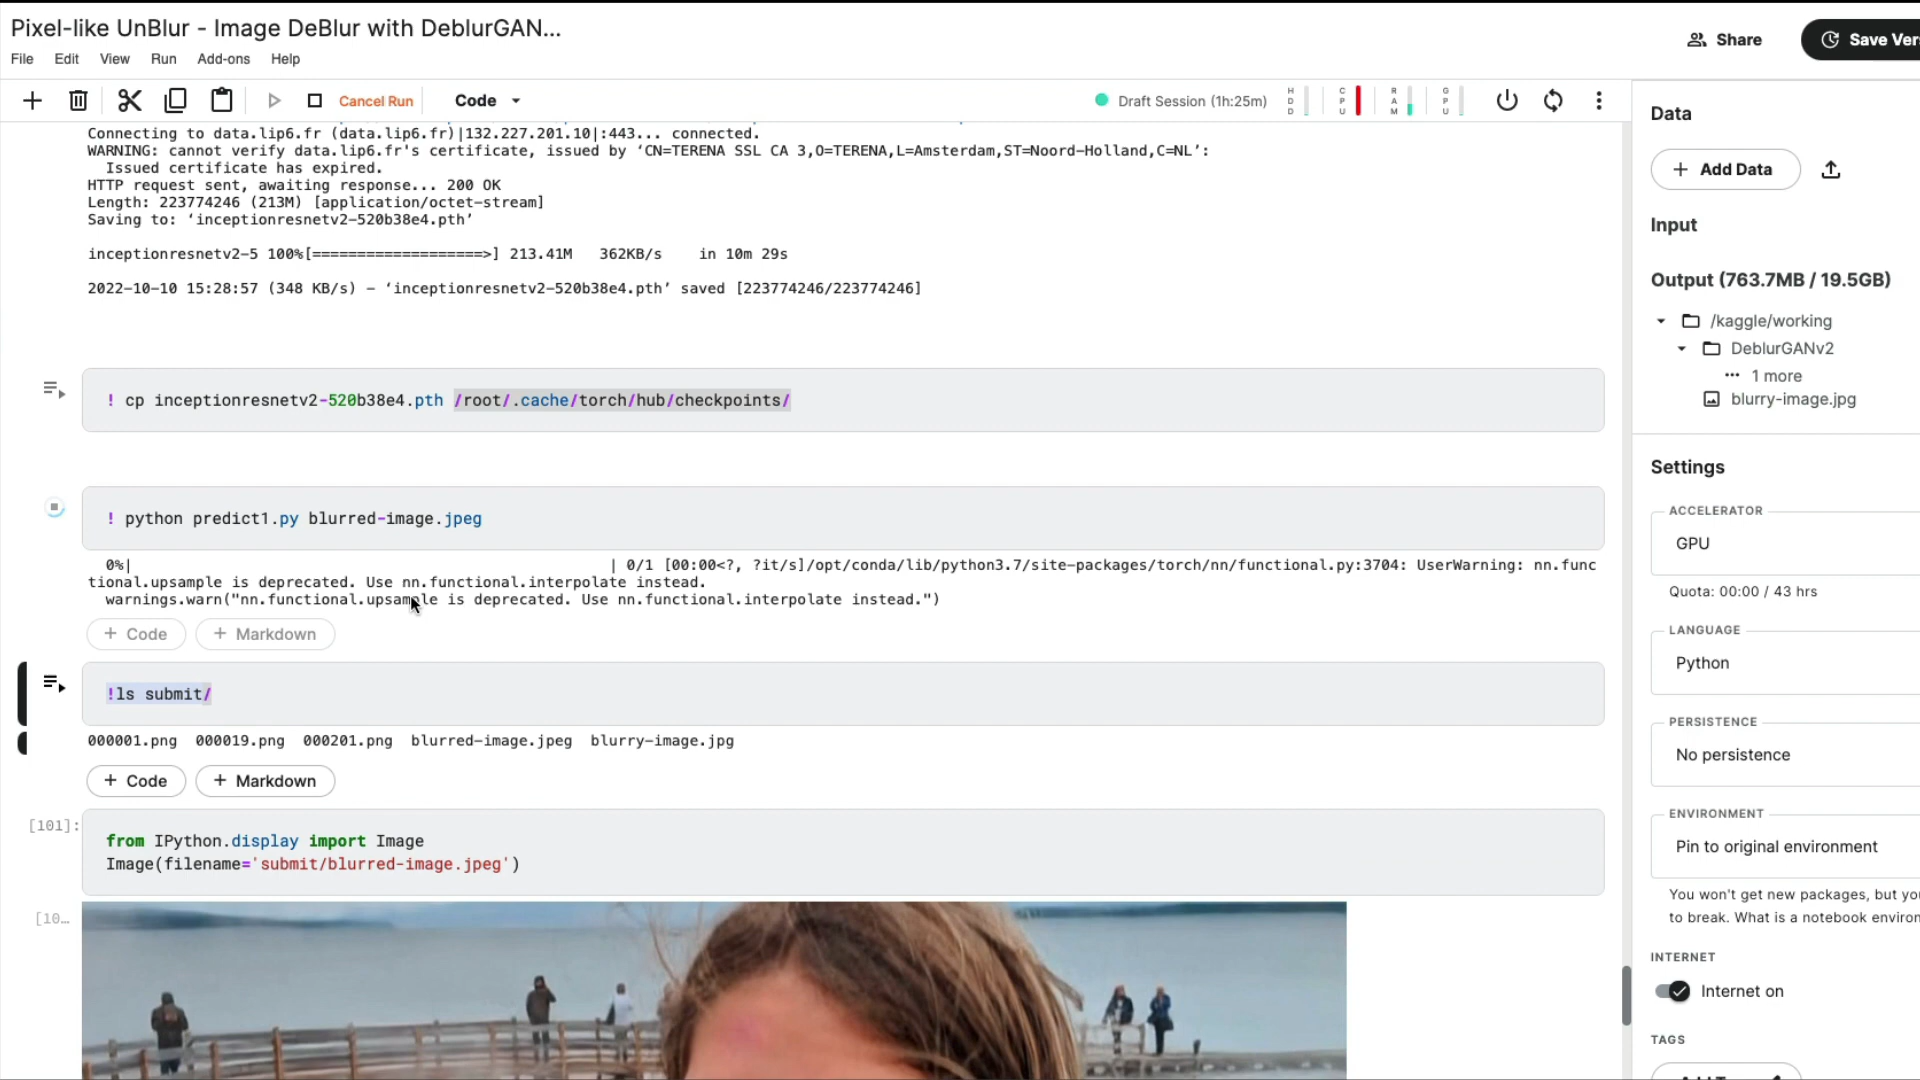 Pixel-like UnBlur - Image DeBlur with DeblurGAN...
Share
Save Ver
File Edit View Run Add-ons Help
Cancel Run
Code
Draft Session (1h:25m)
HDD
CPU
RAM
GPU
Connecting to data.lip6.fr (data.lip6.fr)|132.227.201.10|:443... connected.
WARNING: cannot verify data.lip6.fr's certificate, issued by ‘CN=TERENA SSL CA 3,O=TERENA,L=Amsterdam,ST=Noord-Holland,C=NL’:
Issued certificate has expired.
HTTP request sent, awaiting response... 200 OK
Length: 223774246 (213M) [application/octet-stream]
Saving to: ‘inceptionresnetv2-520b38e4.pth’
inceptionresnetv2-5 100%[===================>] 213.41M 362KB/s in 10m 29s
2022-10-10 15:28:57 (348 KB/s) - ‘inceptionresnetv2-520b38e4.pth’ saved [223774246/223774246]
! cp inceptionresnetv2-520b38e4.pth /root/.cache/torch/hub/checkpoints/
! python predict1.py blurred-image.jpeg
0%| | 0/1 [00:00<?, ?it/s]/opt/conda/lib/python3.7/site-packages/torch/nn/functional.py:3704: UserWarning: nn.func
tional.upsample is deprecated. Use nn.functional.interpolate instead.
warnings.warn("nn.functional.upsample is deprecated. Use nn.functional.interpolate instead.")
+ Code + Markdown
!ls submit/
000001.png 000019.png 000201.png blurred-image.jpeg blurry-image.jpg
+ Code + Markdown
[101]:
from IPython.display import Image
Image(filename='submit/blurred-image.jpeg')
[10...
Data
+ Add Data
Input
Output (763.7MB / 19.5GB)
/kaggle/working
DeblurGANv2
... 1 more
blurry-image.jpg
Settings
ACCELERATOR
GPU
Quota: 00:00 / 43 hrs
LANGUAGE
Python
PERSISTENCE
No persistence
ENVIRONMENT
Pin to original environment
You won't get new packages, but yo
to break. What is a notebook environ
INTERNET
Internet on
TAGS